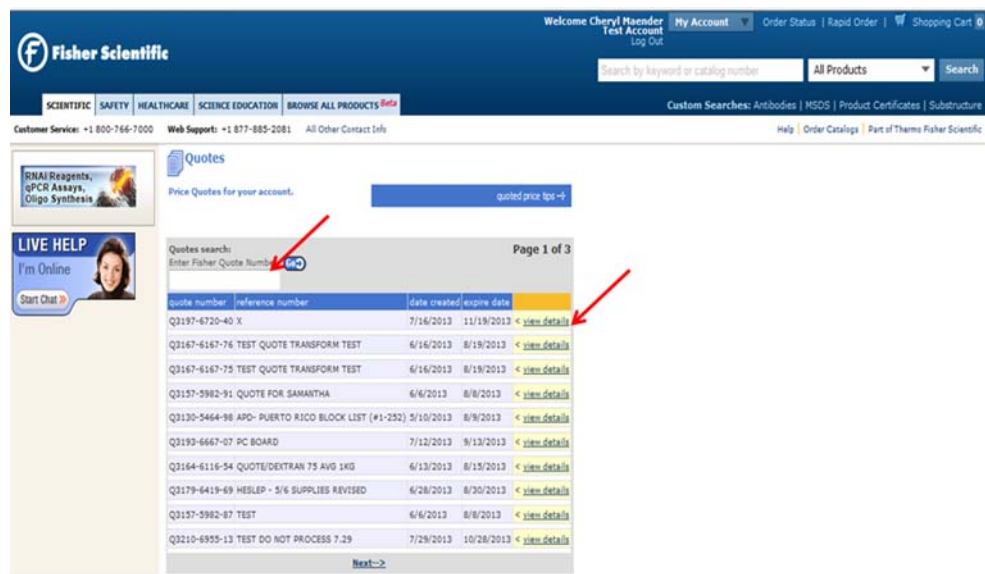 Welcome Cheryl Haender
Test Account
Log Out
My Account
Order Status | Rapid Order | Shopping Cart 0
Fisher Scientific
Search by keyword or catalog number
All Products
Search
SCIENTIFIC SAFETY HEALTHCARE SCIENCE EDUCATION BROWSE ALL PRODUCTS Beta
Custom Searches: Antibodies | MSDS | Product Certificates | Substructure
Customer Service: +1 800-766-7000 Web Support: +1 877-885-2081 All Other Contact Info
Help | Order Catalogs | Part of Thermo Fisher Scientific
RNAi Reagents,
qPCR Assays,
Oligo Synthesis
LIVE HELP
I'm Online
Start Chat »
Quotes
Price Quotes for your account.
quoted price tips
Quotes search:
Page 1 of 3
Enter Fisher Quote Number
quote number reference number date created expire date
Q3197-6720-40 X 7/16/2013 11/19/2013 < view details
Q3167-6167-76 TEST QUOTE TRANSFORM TEST 6/16/2013 8/19/2013 < view details
Q3167-6167-75 TEST QUOTE TRANSFORM TEST 6/16/2013 8/19/2013 < view details
Q3157-5982-91 QUOTE FOR SAMANTHA 6/6/2013 8/8/2013 < view details
Q3130-5464-98 APD- PUERTO RICO BLOCK LIST (#1-252) 5/10/2013 8/9/2013 < view details
Q3193-6667-07 PC BOARD 7/12/2013 9/13/2013 < view details
Q3164-6116-54 QUOTE/DEXTRAN 75 AVG 1KG 6/13/2013 8/15/2013 < view details
Q3179-6419-69 HESLEP - 5/6 SUPPLIES REVISED 6/28/2013 8/30/2013 < view details
Q3157-5982-87 TEST 6/6/2013 8/8/2013 < view details
Q3210-6955-13 TEST DO NOT PROCESS 7.29 7/29/2013 10/28/2013 < view details
Next-->